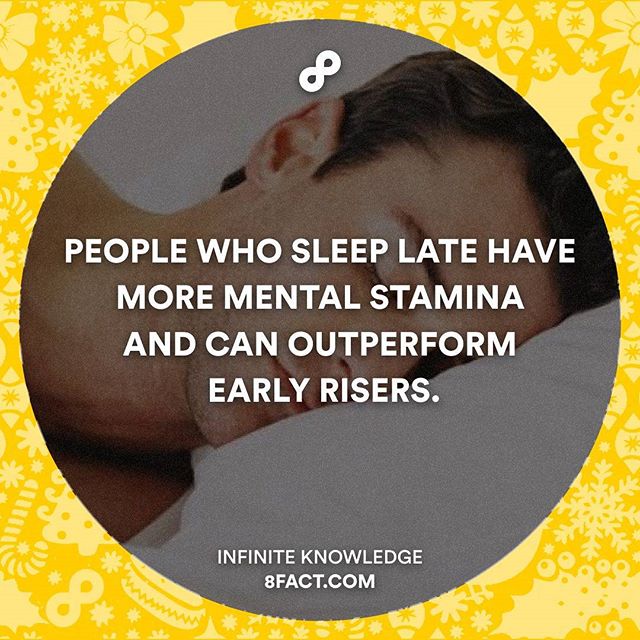 PEOPLE WHO SLEEP LATE HAVE
MORE MENTAL STAMINA
AND CAN OUTPERFORM
EARLY RISERS.
INFINITE KNOWLEDGE
8FACT.COM